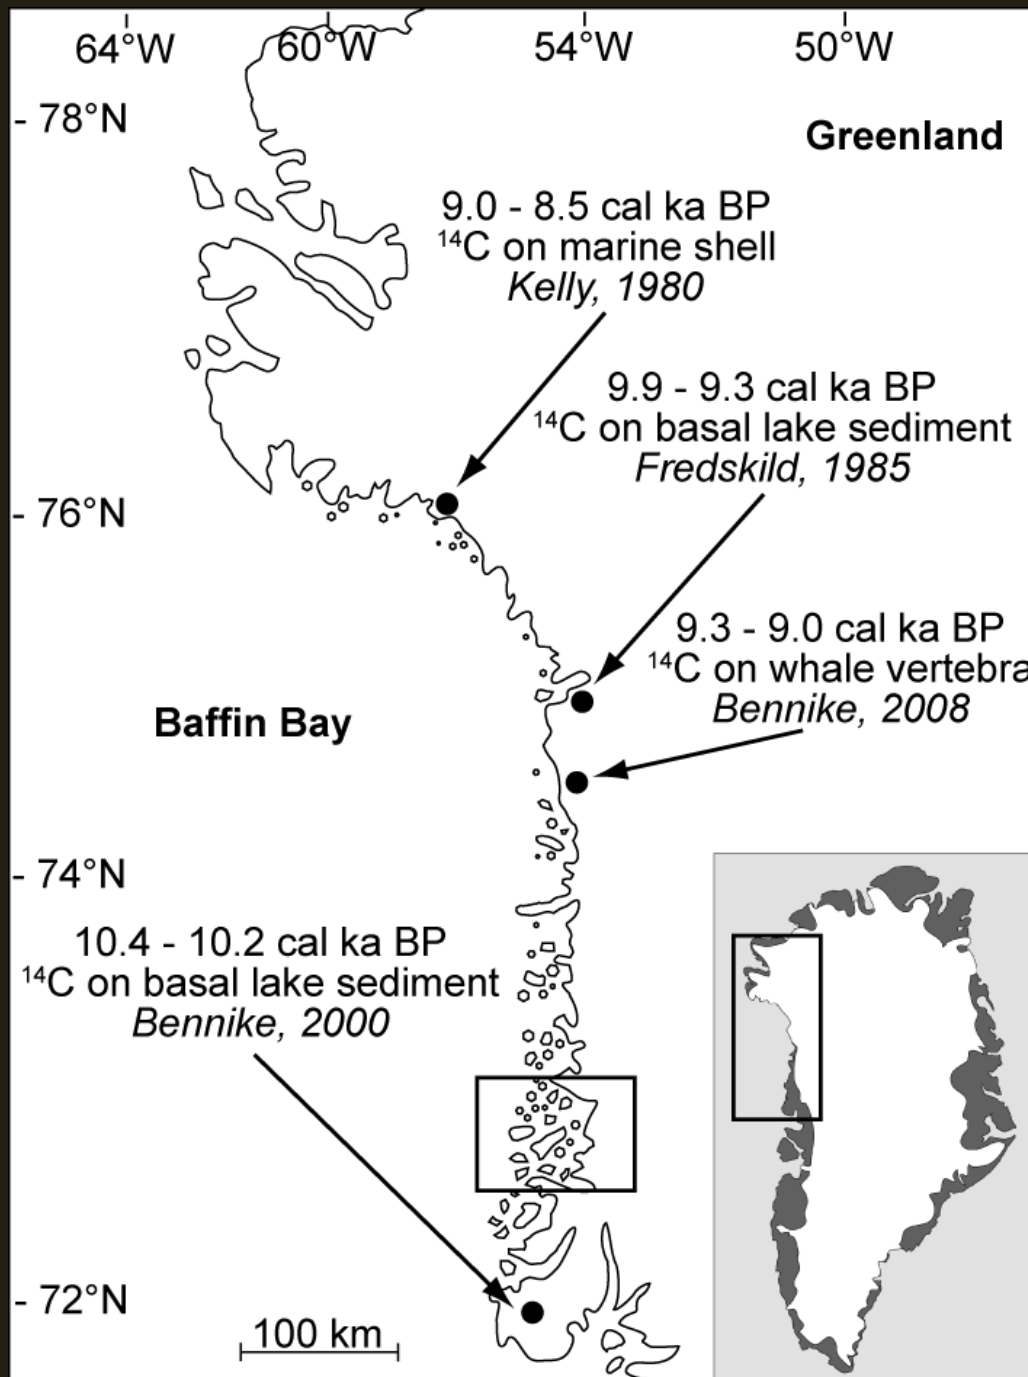 64°W 60°W 54°W 50°W
- 78°N
Greenland
9.0 - 8.5 cal ka BP
¹⁴C on marine shell
Kelly, 1980
9.9 - 9.3 cal ka BP
¹⁴C on basal lake sediment
Fredskild, 1985
- 76°N
9.3 - 9.0 cal ka BP
¹⁴C on whale vertebra
Bennike, 2008
Baffin Bay
- 74°N
10.4 - 10.2 cal ka BP
¹⁴C on basal lake sediment
Bennike, 2000
- 72°N
100 km